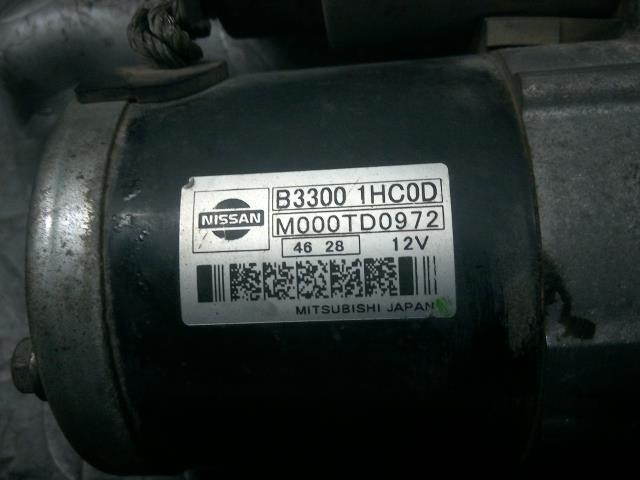 NISSAN
B3300 1HC0D
M000TD0972
46 28 12V
MITSUBISHI JAPAN